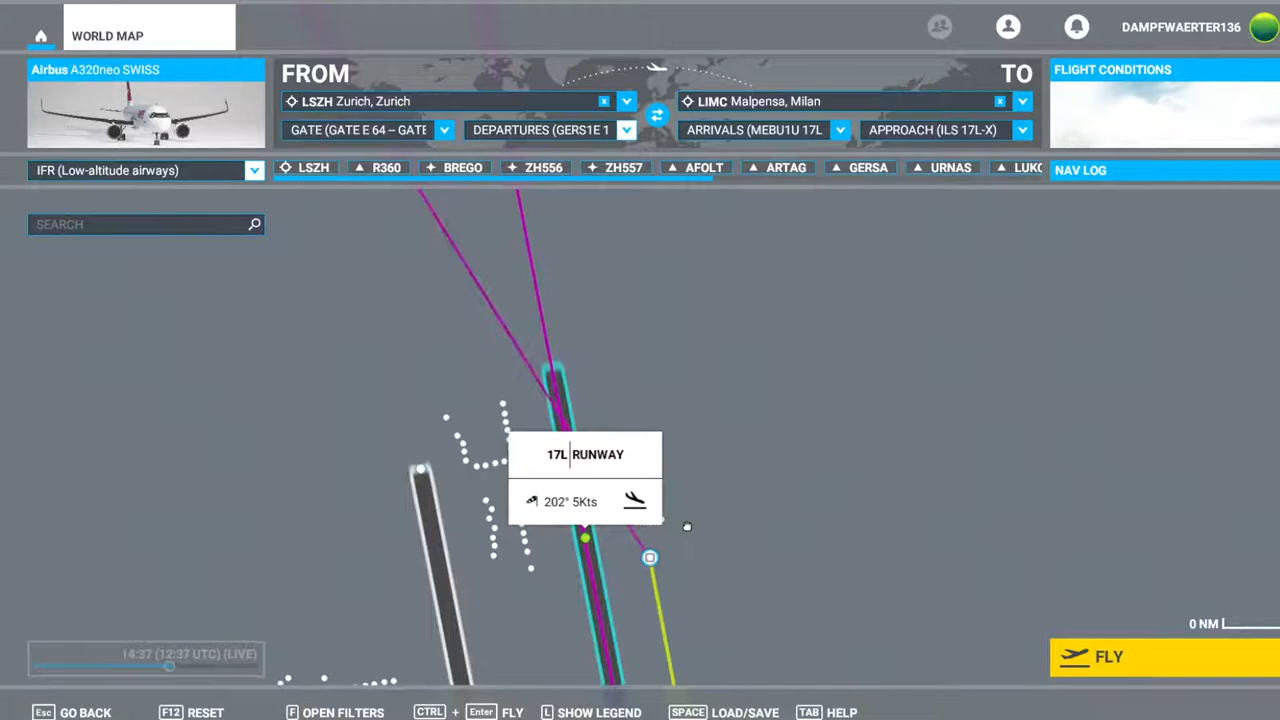 WORLD MAP
DAMPFWAERTER136
Airbus A320neo SWISS
FROM
TO
FLIGHT CONDITIONS
LSZH Zurich, Zurich
x
LIMC Malpensa, Milan
x
GATE (GATE E 64 – GATE
DEPARTURES (GERS1E 1
ARRIVALS (MEBU1U 17L
APPROACH (ILS 17L-X)
IFR (Low-altitude airways)
LSZH
R360
BREGO
ZH556
ZH557
AFOLT
ARTAG
GERSA
URNAS
LUKC
NAV LOG
SEARCH
17L RUNWAY
202° 5Kts
0 NM
14:37 (12:37 UTC) (LIVE)
FLY
Esc GO BACK
F12 RESET
F OPEN FILTERS
CTRL + Enter FLY
L SHOW LEGEND
SPACE LOAD/SAVE
TAB HELP